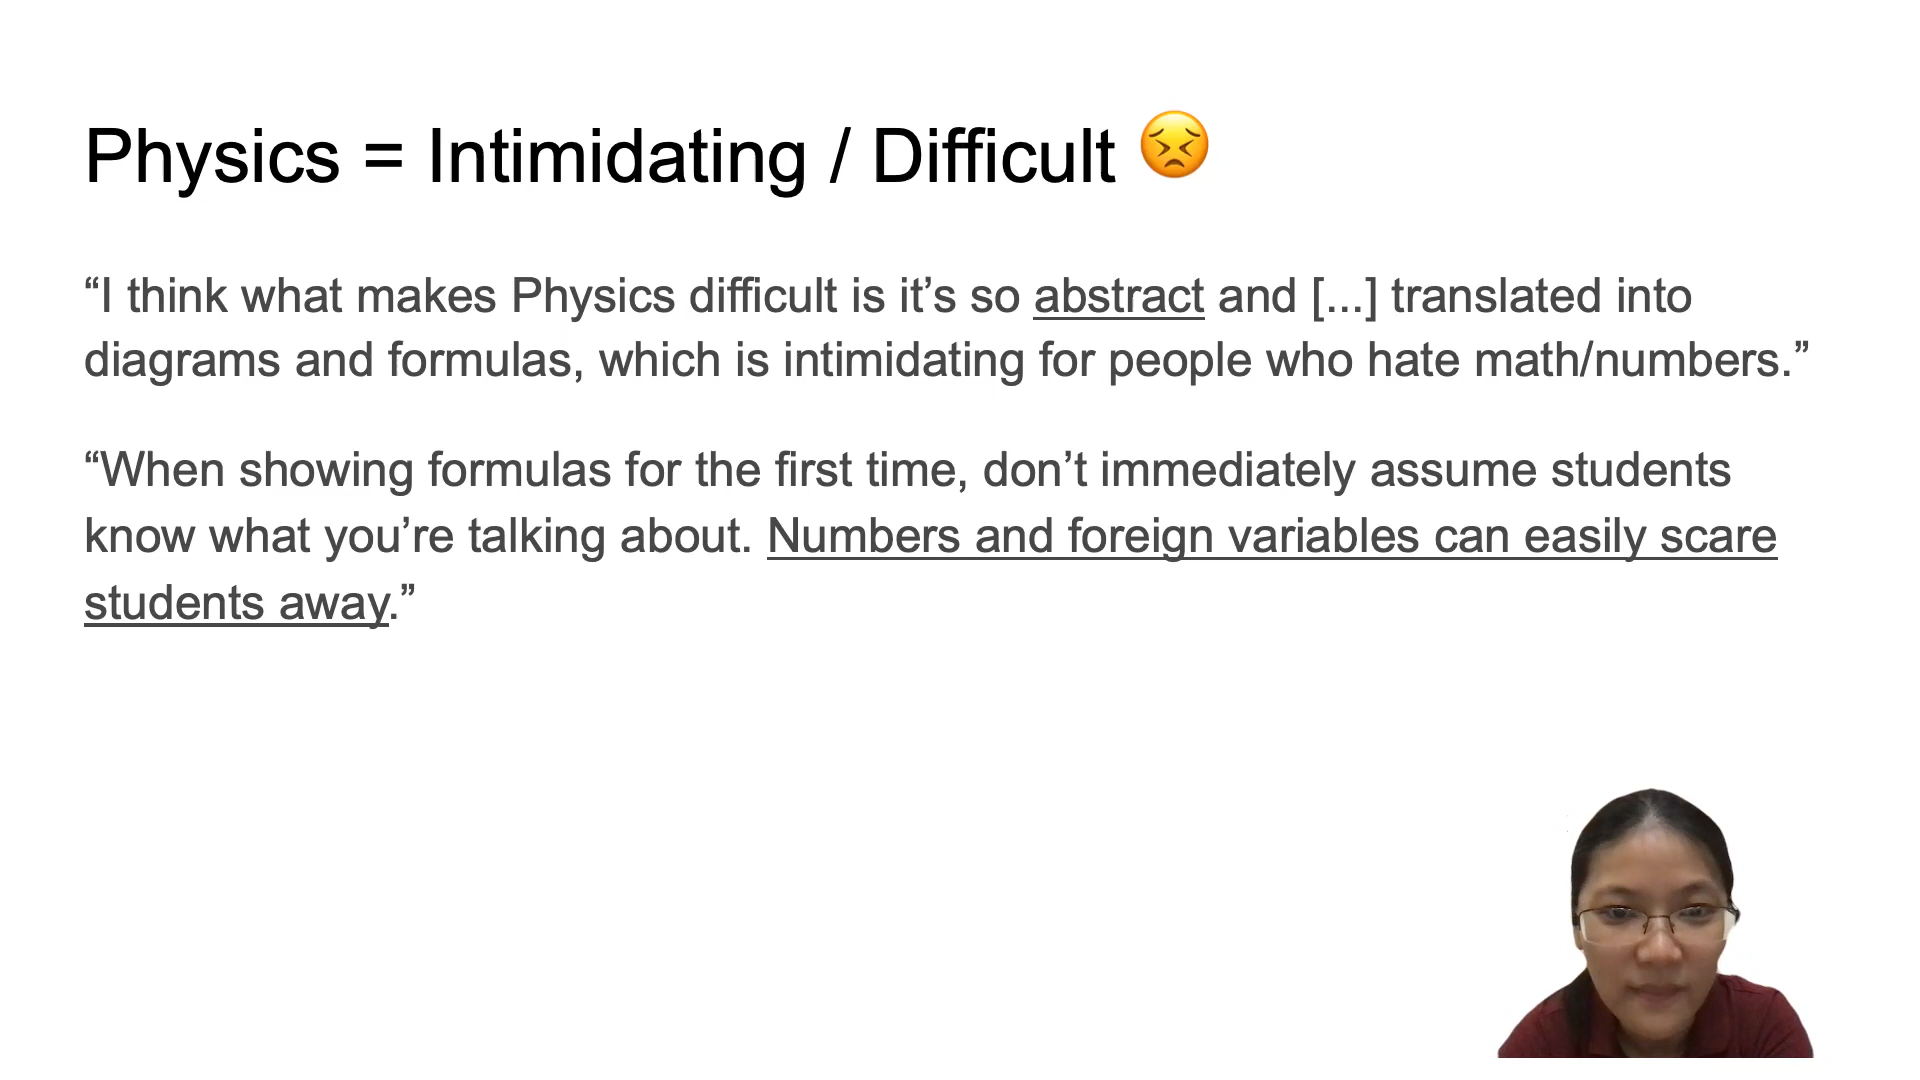 Physics = Intimidating / Difficult 😣
“I think what makes Physics difficult is it’s so abstract and [...] translated into
diagrams and formulas, which is intimidating for people who hate math/numbers.”
“When showing formulas for the first time, don’t immediately assume students
know what you’re talking about. Numbers and foreign variables can easily scare
students away.”